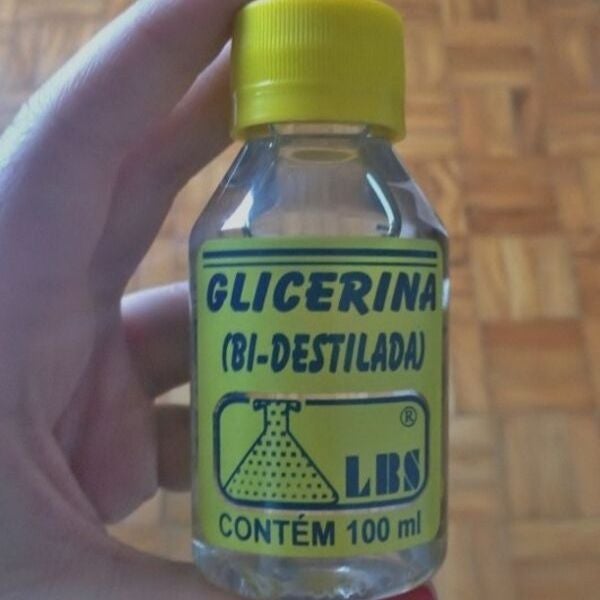 GLICERINA
(BI-DESTILADA)
®
LBS
CONTÉM 100 ml